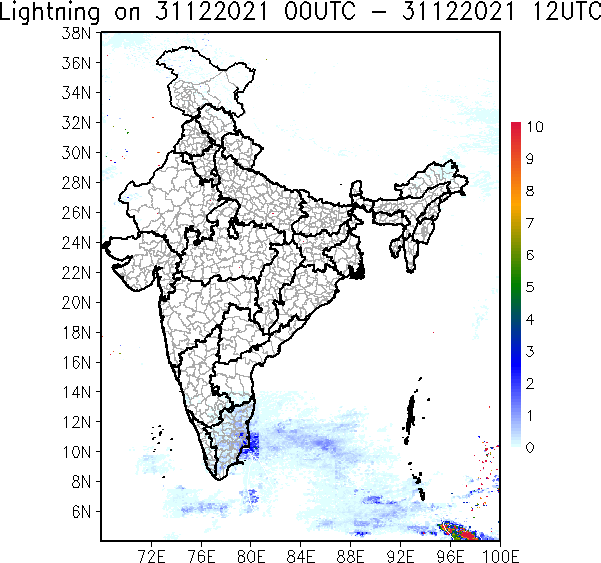 Lightning on 31122021 00UTC – 31122021 12UTC
38N
36N
34N
32N
30N
28N
26N
24N
22N
20N
18N
16N
14N
12N
10N
8N
6N
72E 76E 80E 84E 88E 92E 96E 100E
10
9
8
7
6
5
4
3
2
1
0